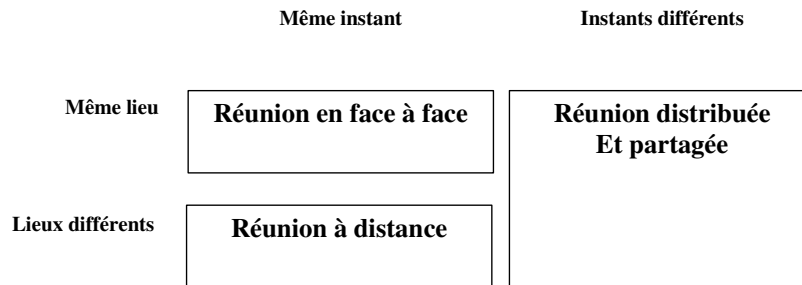 Même instant
Instants différents
Même lieu
Réunion en face à face
Réunion distribuée
Et partagée
Lieux différents
Réunion à distance